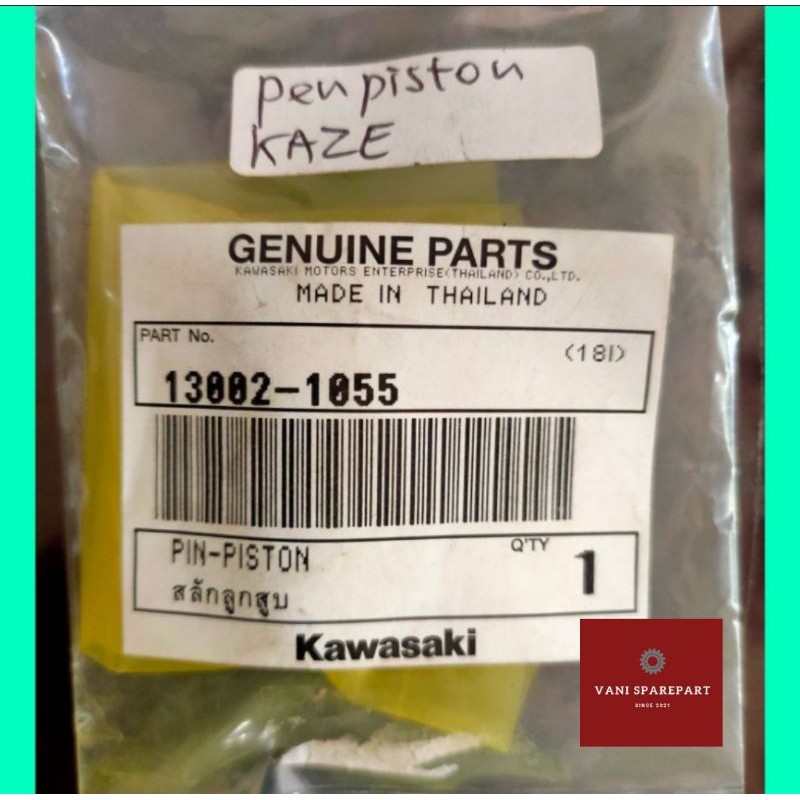 pen piston
KAZE
GENUINE PARTS
KAWASAKI MOTORS ENTERPRISE(THAILAND) CO.,LTD.
MADE IN THAILAND
PART No.
(18I)
13002-1055
PIN-PISTON
Q'TY
1
สลักลูกสูบ
Kawasaki
VANI SPAREPART
SINCE 2021